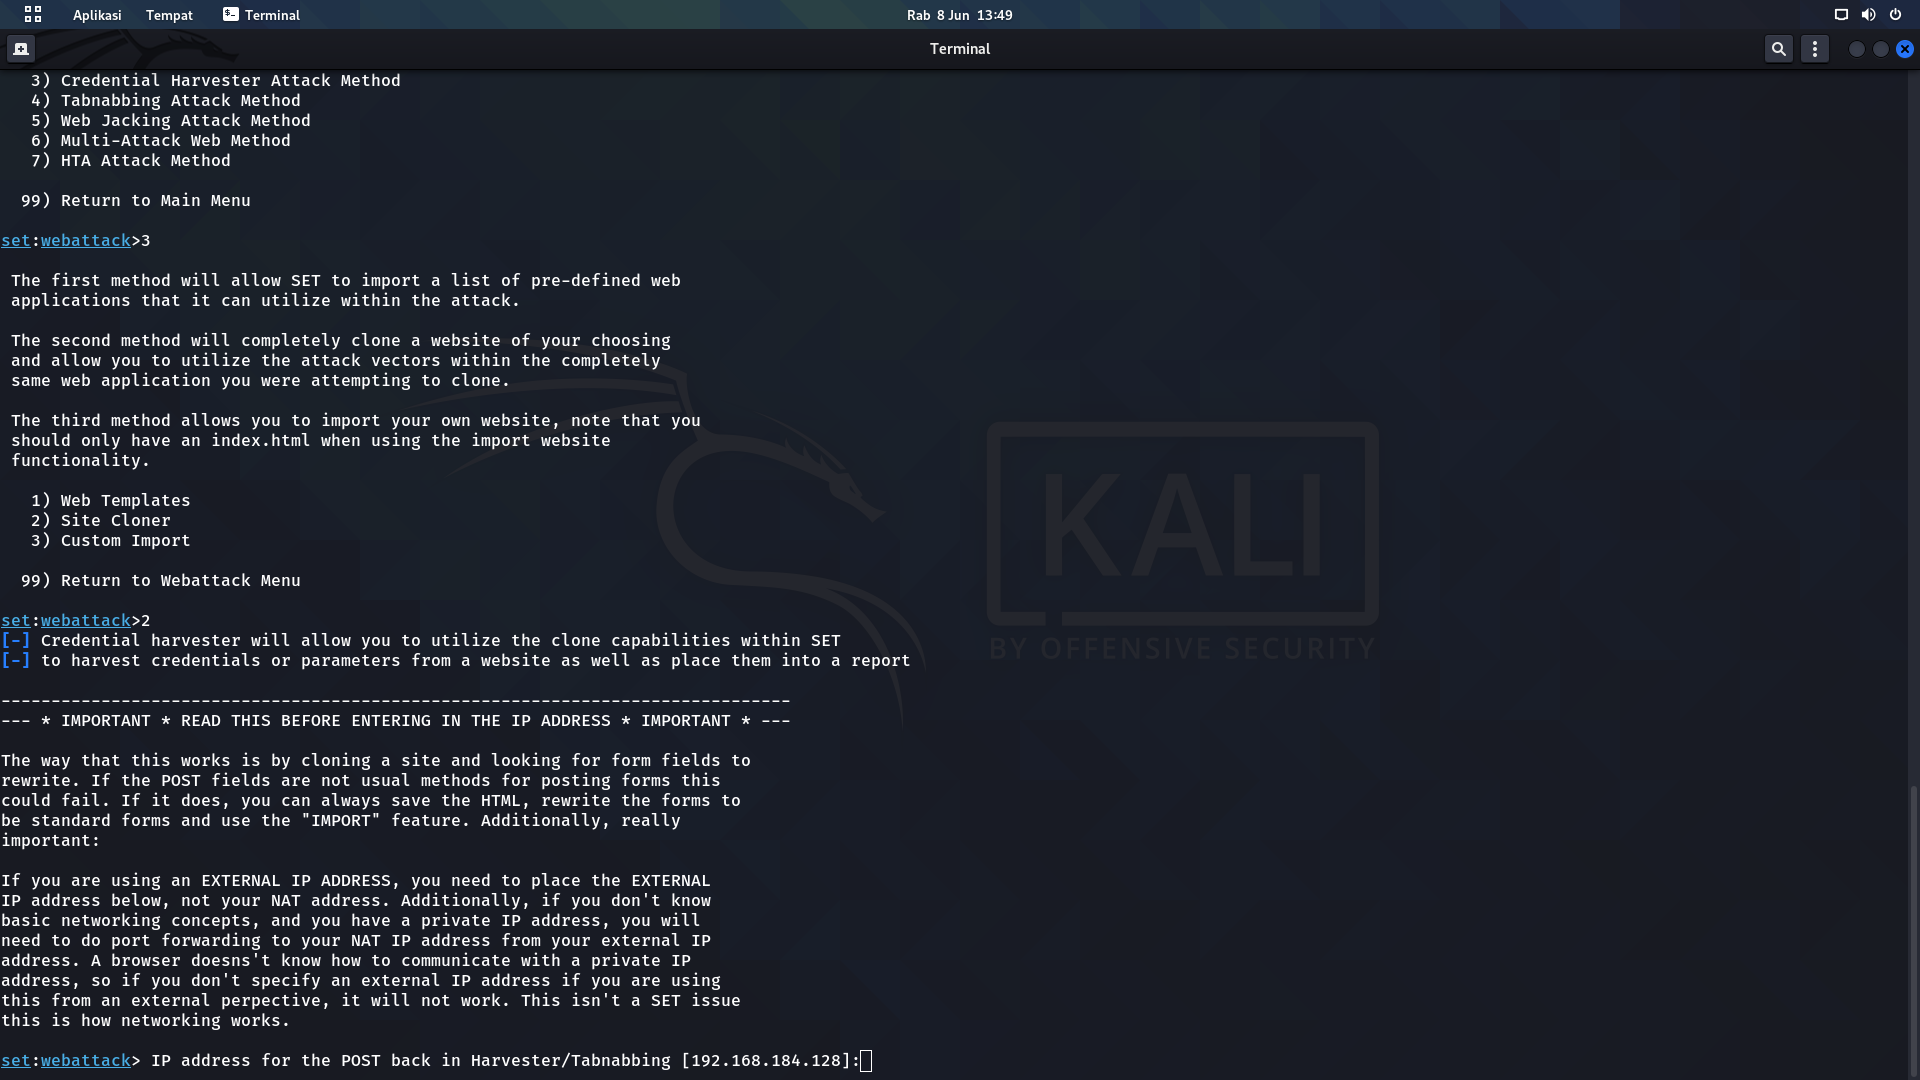 Aplikasi Tempat Terminal Rab 8 Jun 13:49
Terminal
3) Credential Harvester Attack Method
4) Tabnabbing Attack Method
5) Web Jacking Attack Method
6) Multi-Attack Web Method
7) HTA Attack Method
99) Return to Main Menu
set:webattack>3
The first method will allow SET to import a list of pre-defined web
applications that it can utilize within the attack.
The second method will completely clone a website of your choosing
and allow you to utilize the attack vectors within the completely
same web application you were attempting to clone.
The third method allows you to import your own website, note that you
should only have an index.html when using the import website
functionality.
1) Web Templates
2) Site Cloner
3) Custom Import
99) Return to Webattack Menu
set:webattack>2
[-] Credential harvester will allow you to utilize the clone capabilities within SET
[-] to harvest credentials or parameters from a website as well as place them into a report
-------------------------------------------------------------------------------
--- * IMPORTANT * READ THIS BEFORE ENTERING IN THE IP ADDRESS * IMPORTANT * ---
The way that this works is by cloning a site and looking for form fields to
rewrite. If the POST fields are not usual methods for posting forms this
could fail. If it does, you can always save the HTML, rewrite the forms to
be standard forms and use the "IMPORT" feature. Additionally, really
important:
If you are using an EXTERNAL IP ADDRESS, you need to place the EXTERNAL
IP address below, not your NAT address. Additionally, if you don't know
basic networking concepts, and you have a private IP address, you will
need to do port forwarding to your NAT IP address from your external IP
address. A browser doesns't know how to communicate with a private IP
address, so if you don't specify an external IP address if you are using
this from an external perpective, it will not work. This isn't a SET issue
this is how networking works.
set:webattack> IP address for the POST back in Harvester/Tabnabbing [192.168.184.128]:
KALI
BY OFFENSIVE SECURITY